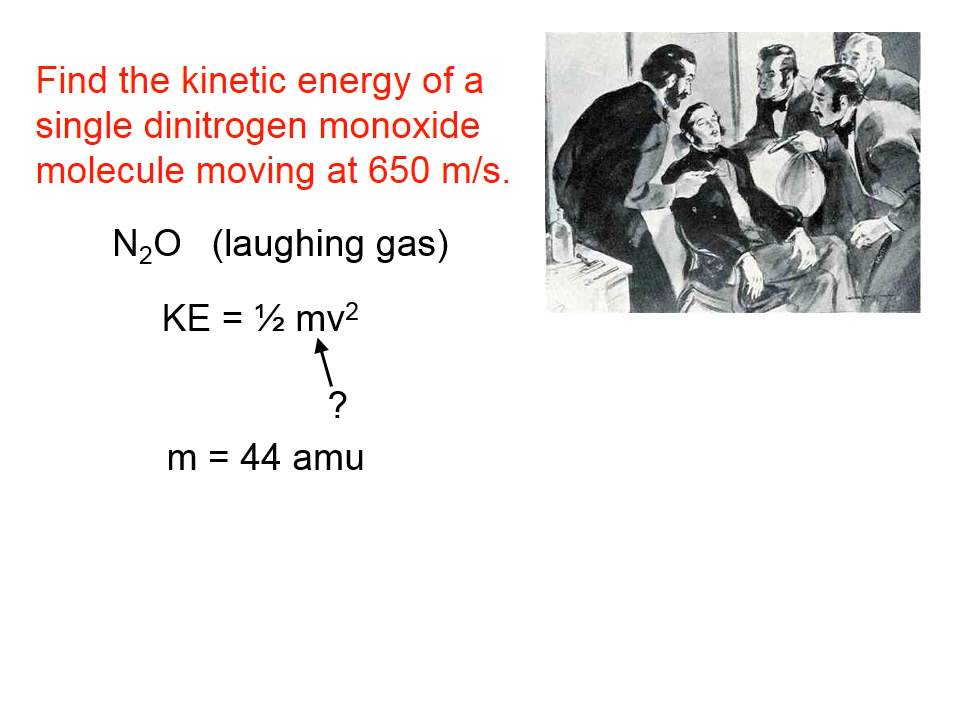 Find the kinetic energy of a
single dinitrogen monoxide
molecule moving at 650 m/s.
N₂O (laughing gas)
KE = ½ mv²
?
m = 44 amu